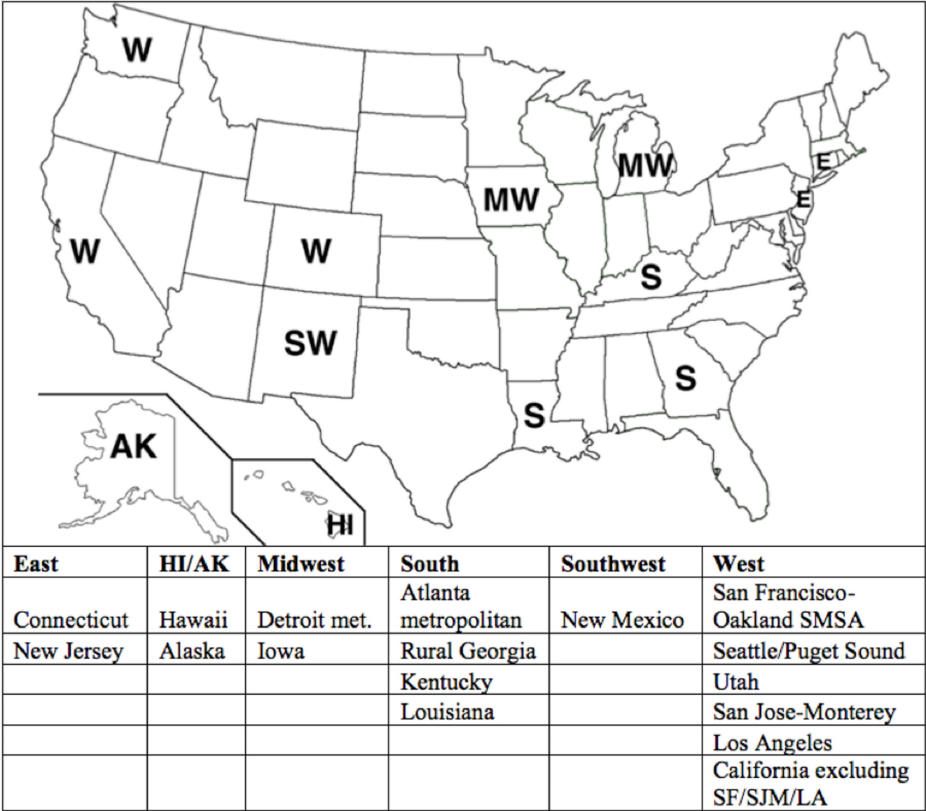 W
MW
E
MW
E
W
W
S
SW
S
S
AK
HI
East HI/AK Midwest South Southwest West
Connecticut Hawaii Detroit met. Atlanta metropolitan New Mexico San Francisco-Oakland SMSA
New Jersey Alaska Iowa Rural Georgia Seattle/Puget Sound
Kentucky Utah
Louisiana San Jose-Monterey
Los Angeles
California excluding
SF/SJM/LA